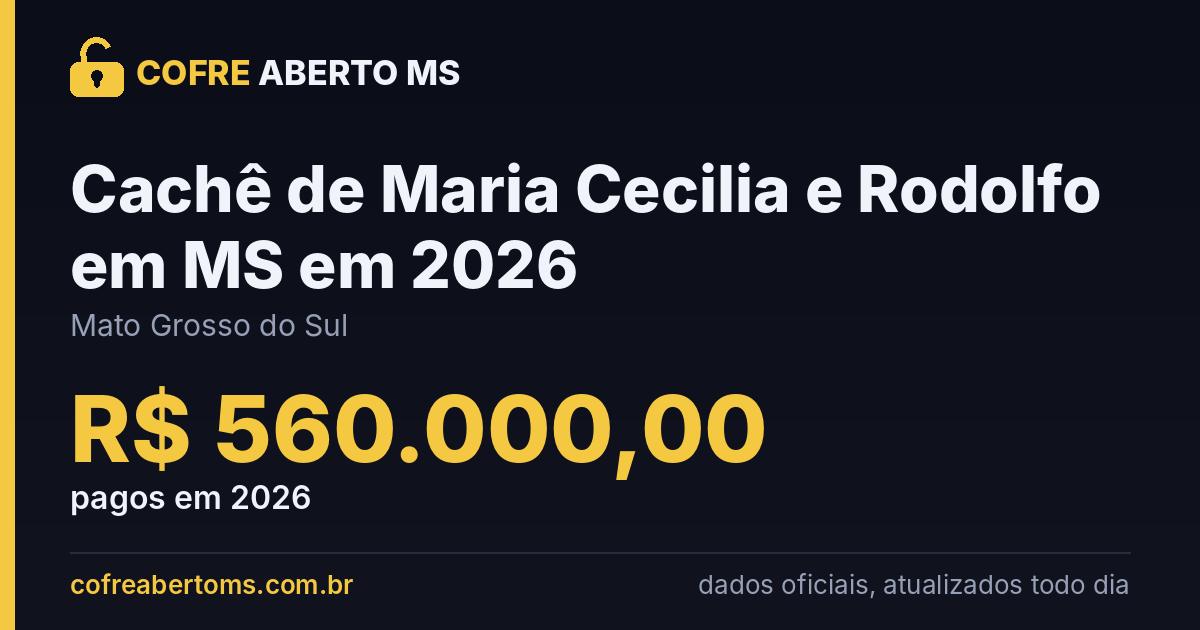 COFRE ABERTO MS
Cachê de Maria Cecilia e Rodolfo
em MS em 2026
Mato Grosso do Sul
R$ 560.000,00
pagos em 2026
cofreabertoms.com.br
dados oficiais, atualizados todo dia